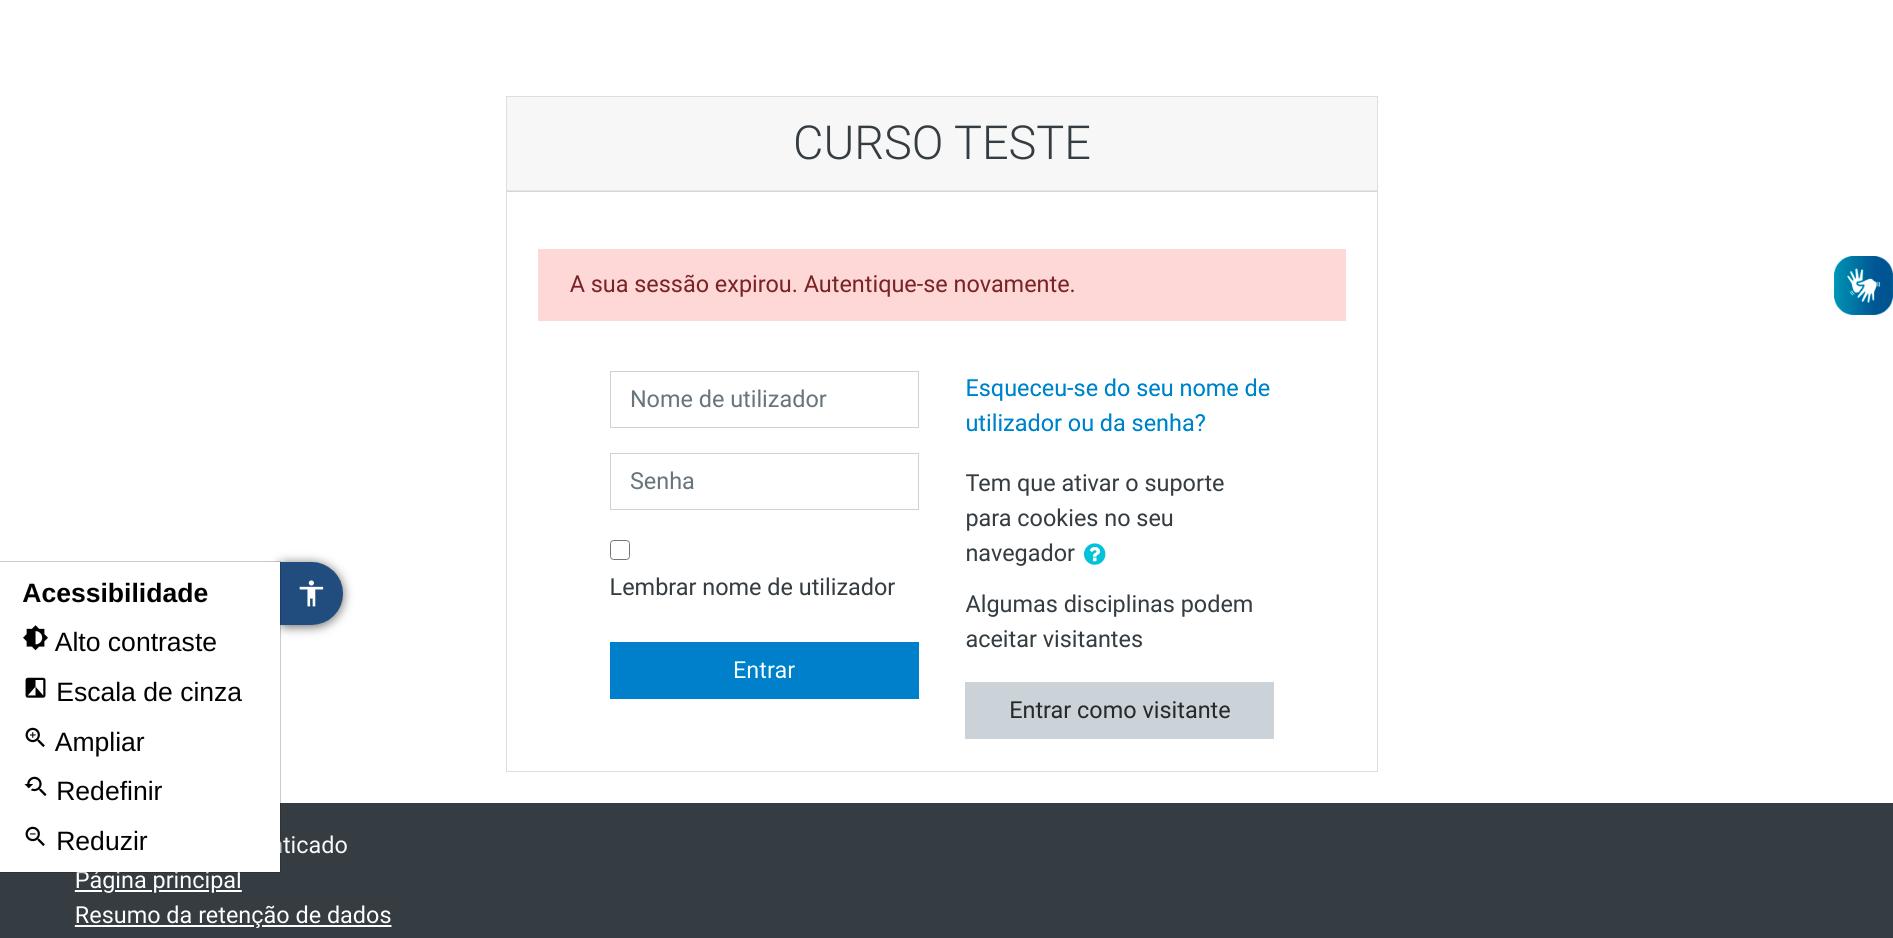 CURSO TESTE
A sua sessão expirou. Autentique-se novamente.
Nome de utilizador
Senha
Lembrar nome de utilizador
Entrar
Esqueceu-se do seu nome de
utilizador ou da senha?
Tem que ativar o suporte
para cookies no seu
navegador
Algumas disciplinas podem
aceitar visitantes
Entrar como visitante
Acessibilidade
Alto contraste
Escala de cinza
Ampliar
Redefinir
Reduzir
Página principal
Resumo da retenção de dados